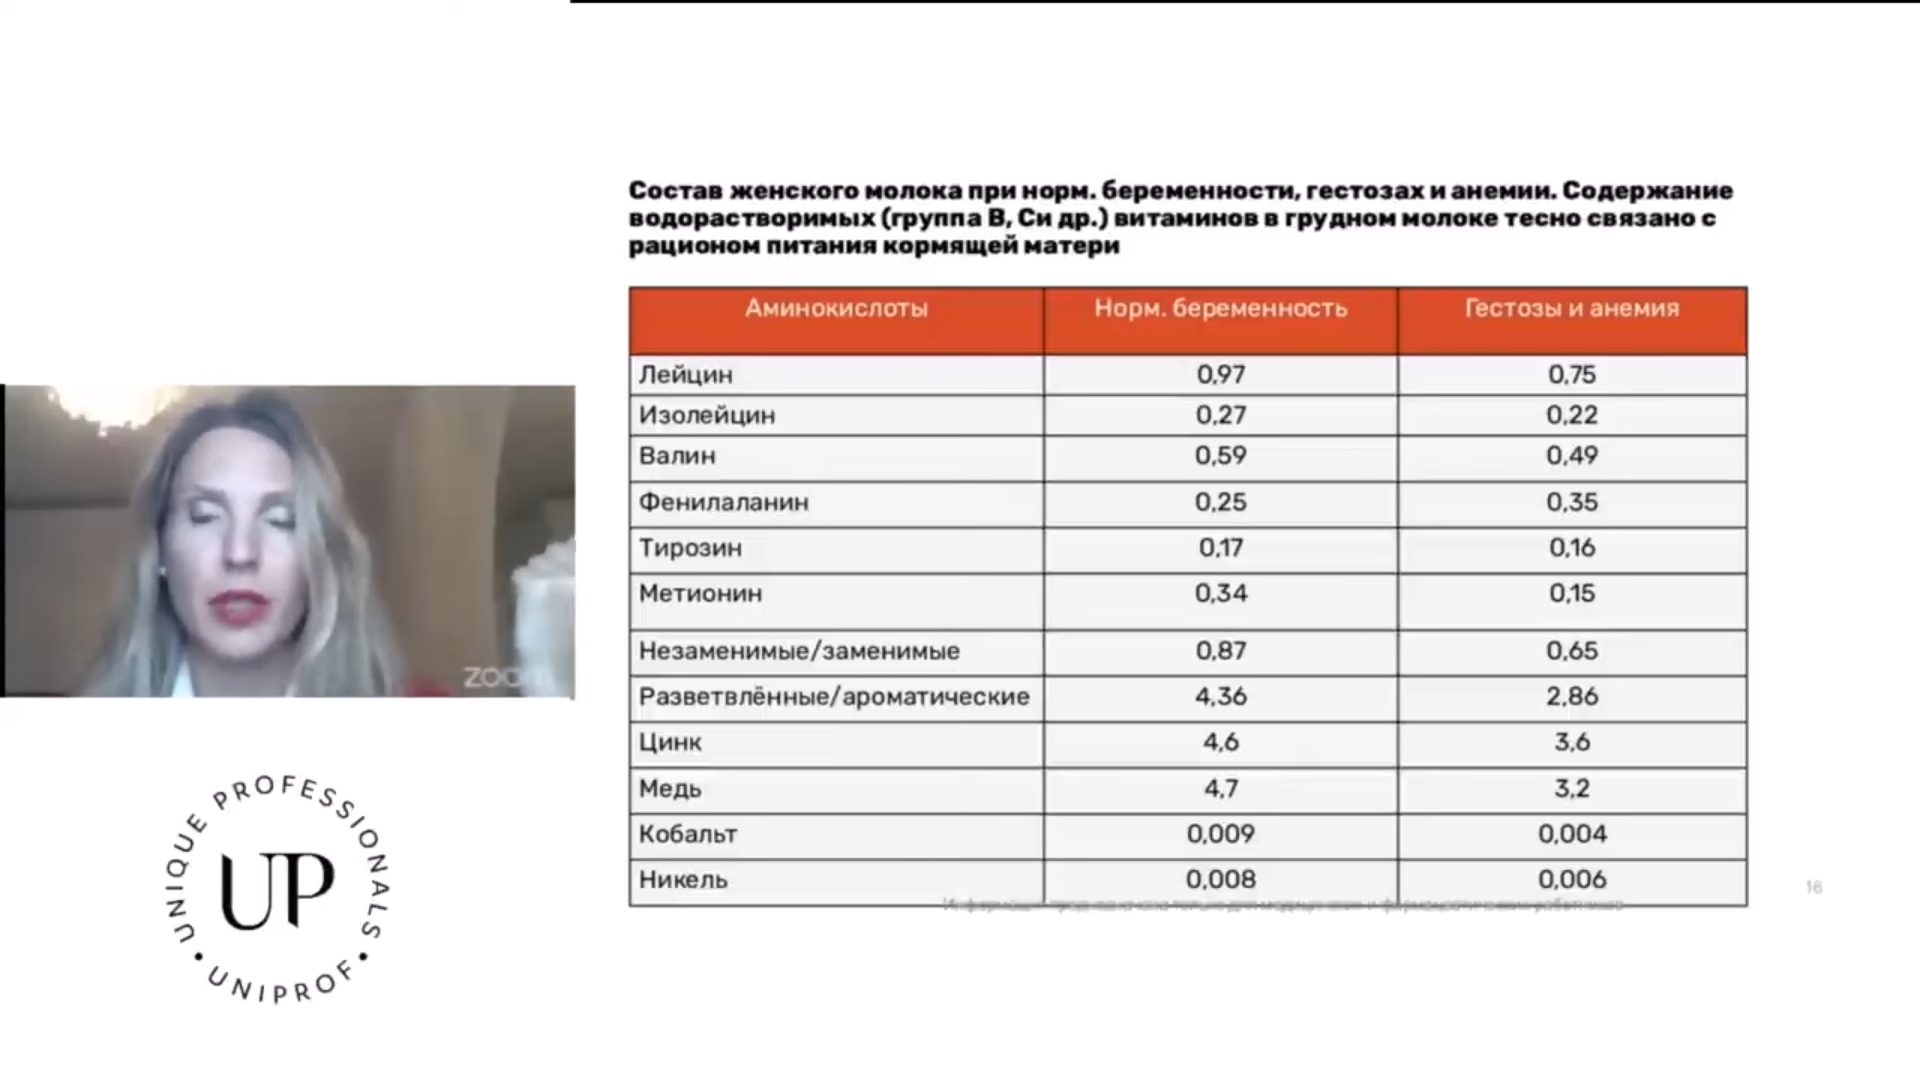 Состав женского молока при норм. беременности, гестозах и анемии. Содержание
водорастворимых (группа В, Си др.) витаминов в грудном молоке тесно связано с
рационом питания кормящей матери
Аминокислоты Норм. беременность Гестозы и анемия
Лейцин 0,97 0,75
Изолейцин 0,27 0,22
Валин 0,59 0,49
Фенилаланин 0,25 0,35
Тирозин 0,17 0,16
Метионин 0,34 0,15
Незаменимые/заменимые 0,87 0,65
Разветвлённые/ароматические 4,36 2,86
Цинк 4,6 3,6
Медь 4,7 3,2
Кобальт 0,009 0,004
Никель 0,008 0,006
16
zoom
UNIQUE PROFESSIONALS
UP
UNIPROF